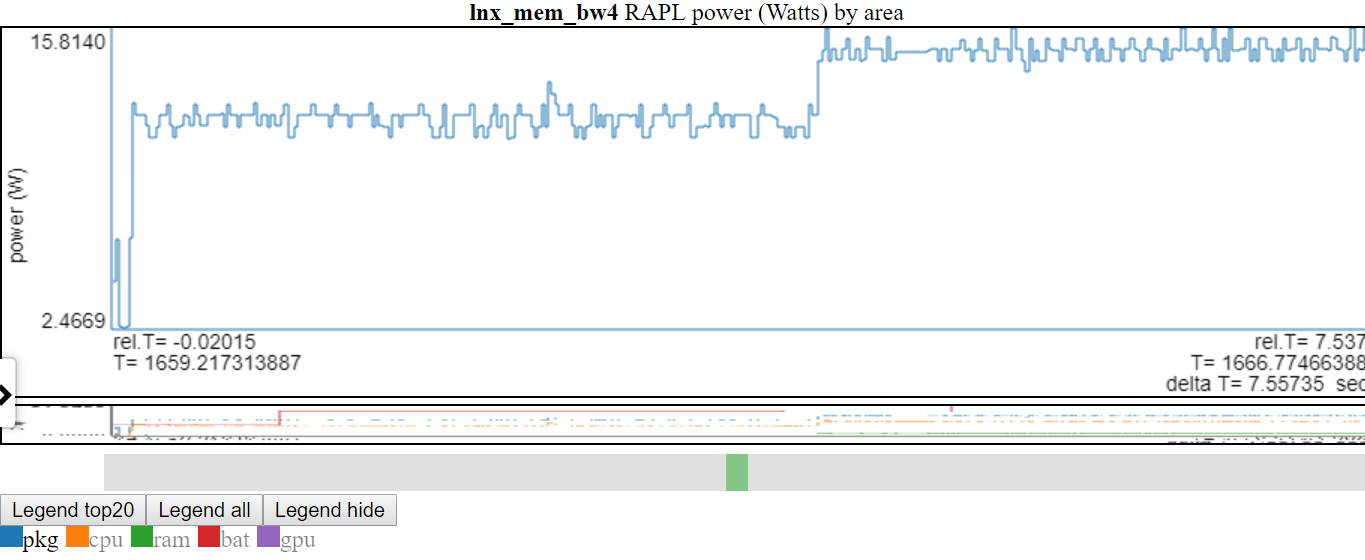 lnx_mem_bw4 RAPL power (Watts) by area
15.8140
power (W)
2.4669
rel.T= -0.02015
T= 1659.217313887
rel.T= 7.537
T= 1666.77466388
delta T= 7.55735 sec
Legend top20 Legend all Legend hide
pkg cpu ram bat gpu